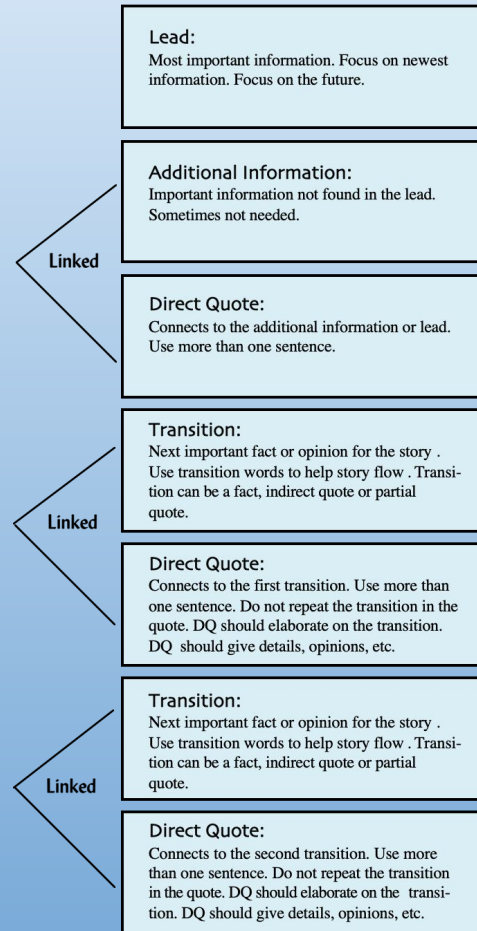 Lead:
Most important information. Focus on newest
information. Focus on the future.
Additional Information:
Important information not found in the lead.
Sometimes not needed.
Linked
Direct Quote:
Connects to the additional information or lead.
Use more than one sentence.
Transition:
Next important fact or opinion for the story .
Use transition words to help story flow . Transi-
tion can be a fact, indirect quote or partial
quote.
Linked
Direct Quote:
Connects to the first transition. Use more than
one sentence. Do not repeat the transition in the
quote. DQ should elaborate on the transition.
DQ  should give details, opinions, etc.
Transition:
Next important fact or opinion for the story .
Use transition words to help story flow . Transi-
tion can be a fact, indirect quote or partial
quote.
Linked
Direct Quote:
Connects to the second transition. Use more
than one sentence. Do not repeat the transition
in the quote. DQ should elaborate on the  transi-
tion. DQ should give details, opinions, etc.